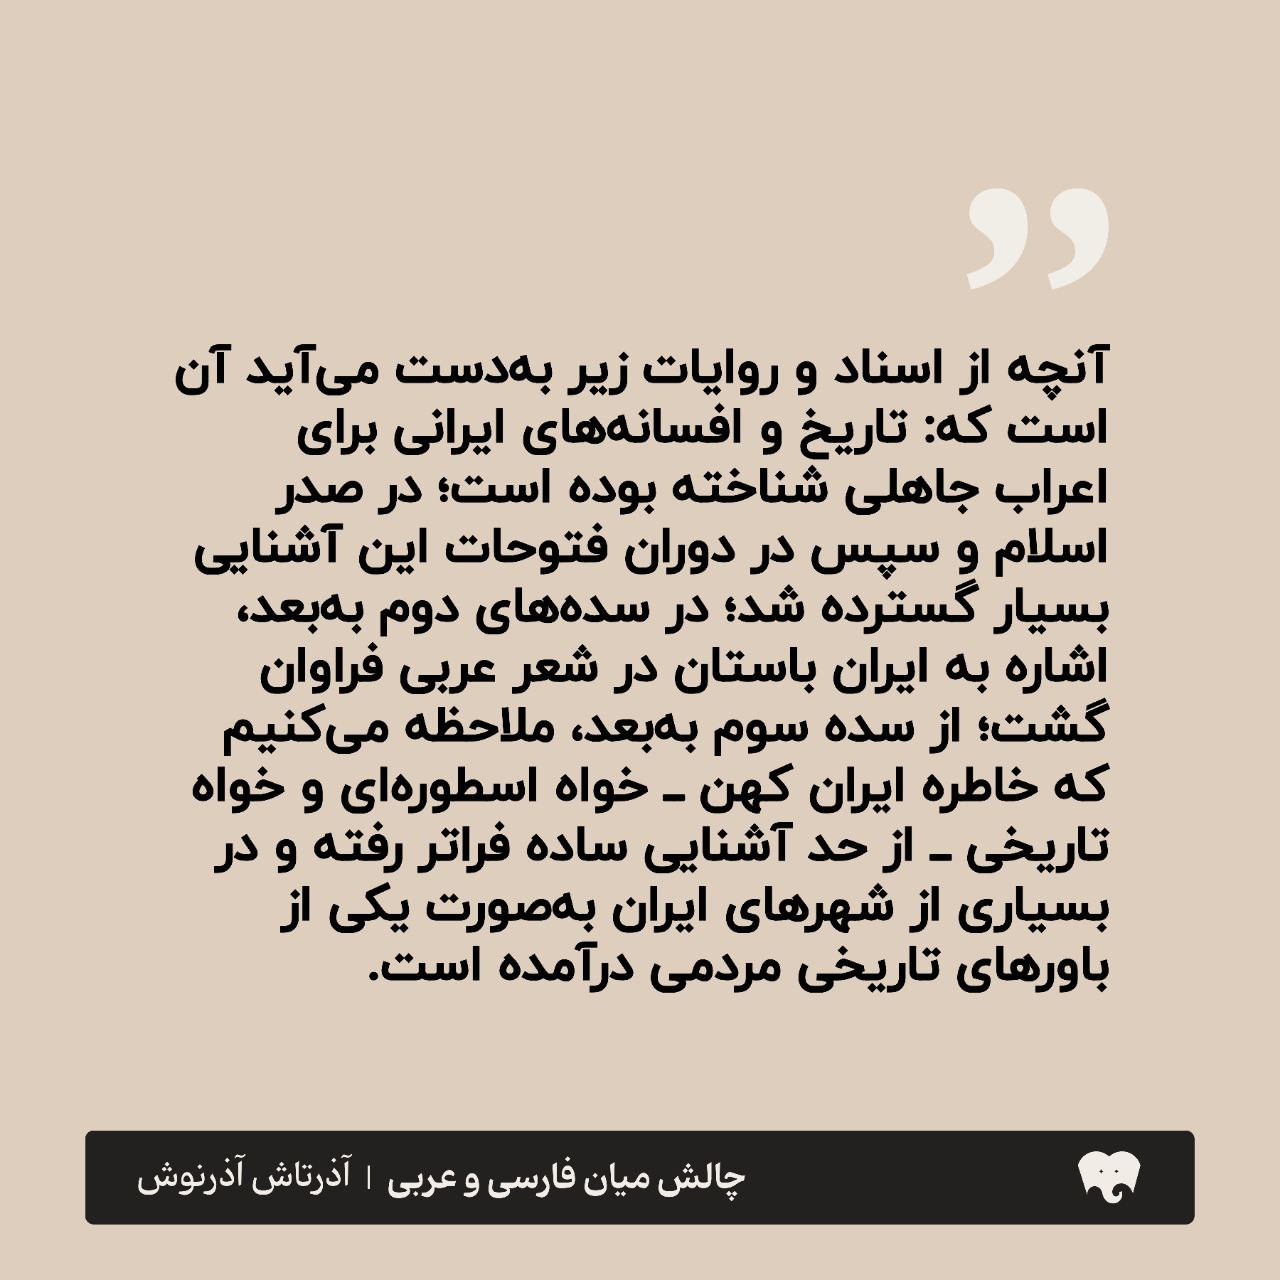 آنچه از اسناد و روایات زیر به‌دست می‌آید آن
است که: تاریخ و افسانه‌های ایرانی برای
اعراب جاهلی شناخته بوده است؛ در صدر
اسلام و سپس در دوران فتوحات این آشنایی
بسیار گسترده شد؛ در سده‌های دوم به‌بعد،
اشاره به ایران باستان در شعر عربی فراوان
گشت؛ از سده سوم به‌بعد، ملاحظه می‌کنیم
که خاطره ایران کهن ـ خواه اسطوره‌ای و خواه
تاریخی ـ از حد آشنایی ساده فراتر رفته و در
بسیاری از شهرهای ایران به‌صورت یکی از
باورهای تاریخی مردمی درآمده است.
چالش میان فارسی و عربی | آذرتاش آذرنوش